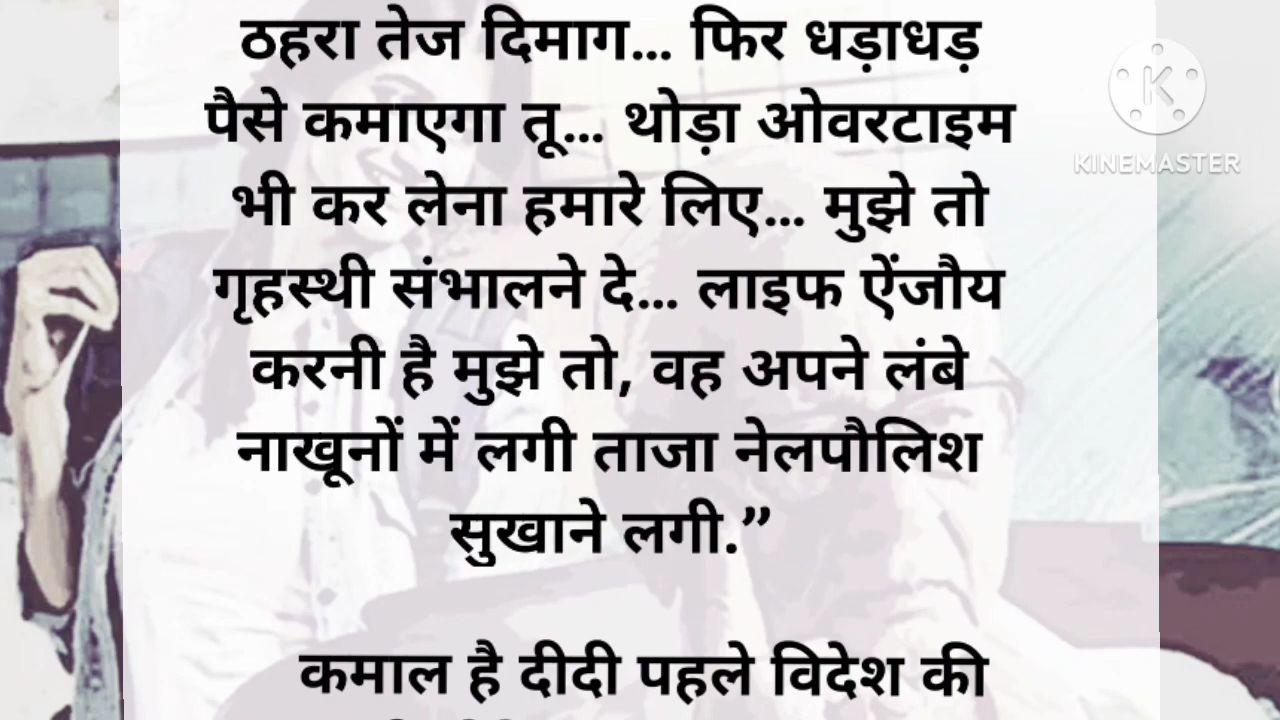 ठहरा तेज दिमाग... फिर धड़ाधड़
पैसे कमाएगा तू... थोड़ा ओवरटाइम
भी कर लेना हमारे लिए... मुझे तो
गृहस्थी संभालने दे... लाइफ ऐंजौय
करनी है मुझे तो, वह अपने लंबे
नाखूनों में लगी ताजा नेलपौलिश
सुखाने लगी.”
कमाल है दीदी पहले विदेश की
K
KINEMASTER